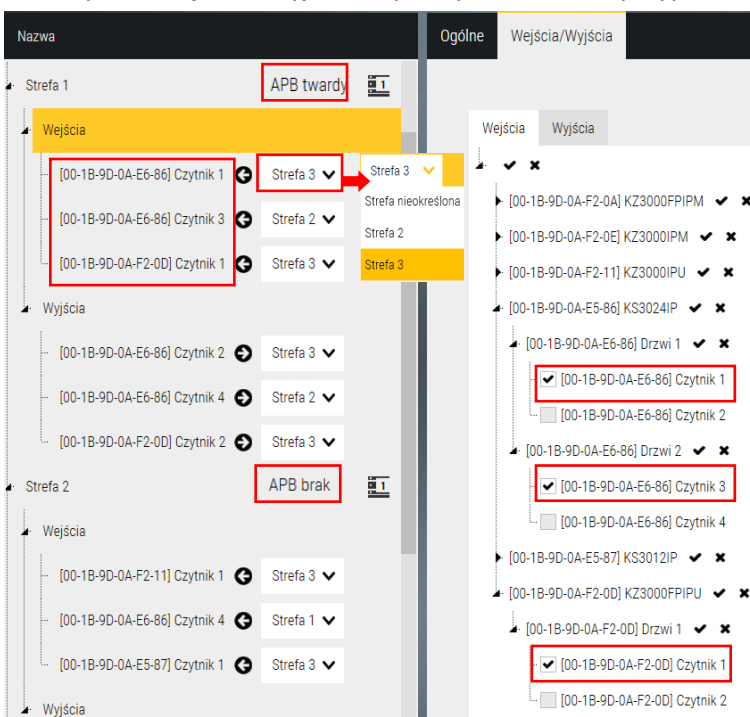 Nazwa
Strefa 1 APB twardy 1
Wejścia
[00-1B-9D-0A-E6-86] Czytnik 1 Strefa 3
[00-1B-9D-0A-E6-86] Czytnik 3 Strefa 2
[00-1B-9D-0A-F2-0D] Czytnik 1 Strefa 3
Wyjścia
[00-1B-9D-0A-E6-86] Czytnik 2 Strefa 3
[00-1B-9D-0A-E6-86] Czytnik 4 Strefa 2
[00-1B-9D-0A-F2-0D] Czytnik 2 Strefa 3
Strefa 2 APB brak 1
Wejścia
[00-1B-9D-0A-F2-11] Czytnik 1 Strefa 3
[00-1B-9D-0A-E6-86] Czytnik 4 Strefa 1
[00-1B-9D-0A-E5-87] Czytnik 1 Strefa 3
Wyjścia
Strefa 3
Strefa nieokreślona
Strefa 2
Strefa 3
Ogólne Wejścia/Wyjścia
Wejścia Wyjścia
[00-1B-9D-0A-F2-0A] KZ3000FPIPM
[00-1B-9D-0A-F2-0E] KZ3000IPM
[00-1B-9D-0A-F2-11] KZ3000IPU
[00-1B-9D-0A-E5-86] KS3024IP
[00-1B-9D-0A-E6-86] Drzwi 1
[00-1B-9D-0A-E6-86] Czytnik 1
[00-1B-9D-0A-E6-86] Czytnik 2
[00-1B-9D-0A-E6-86] Drzwi 2
[00-1B-9D-0A-E6-86] Czytnik 3
[00-1B-9D-0A-E6-86] Czytnik 4
[00-1B-9D-0A-E5-87] KS3012IP
[00-1B-9D-0A-F2-0D] KZ3000FPIPU
[00-1B-9D-0A-F2-0D] Drzwi 1
[00-1B-9D-0A-F2-0D] Czytnik 1
[00-1B-9D-0A-F2-0D] Czytnik 2